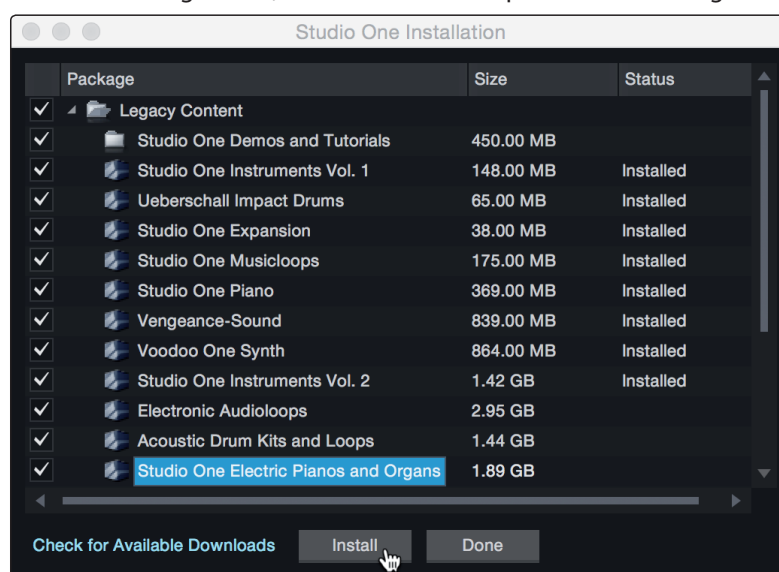 Studio One Installation
Package Size Status
Legacy Content
Studio One Demos and Tutorials 450.00 MB
Studio One Instruments Vol. 1 148.00 MB Installed
Ueberschall Impact Drums 65.00 MB Installed
Studio One Expansion 38.00 MB Installed
Studio One Musicloops 175.00 MB Installed
Studio One Piano 369.00 MB Installed
Vengeance-Sound 839.00 MB Installed
Voodoo One Synth 864.00 MB Installed
Studio One Instruments Vol. 2 1.42 GB Installed
Electronic Audioloops 2.95 GB
Acoustic Drum Kits and Loops 1.44 GB
Studio One Electric Pianos and Organs 1.89 GB
Check for Available Downloads Install Done